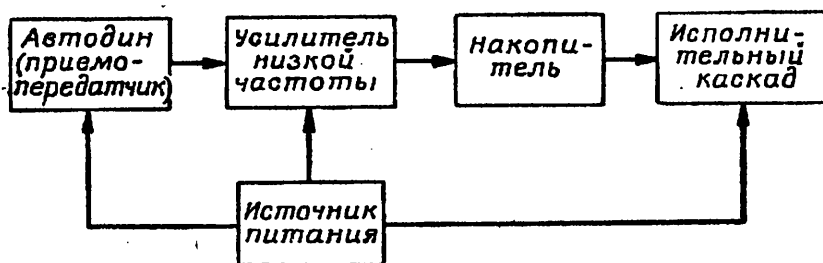 Автодин
(приемо-
передатчик)
Усилитель
низкой
частоты
Накопи-
тель
Исполни-
тельный
каскад
Источник
питания